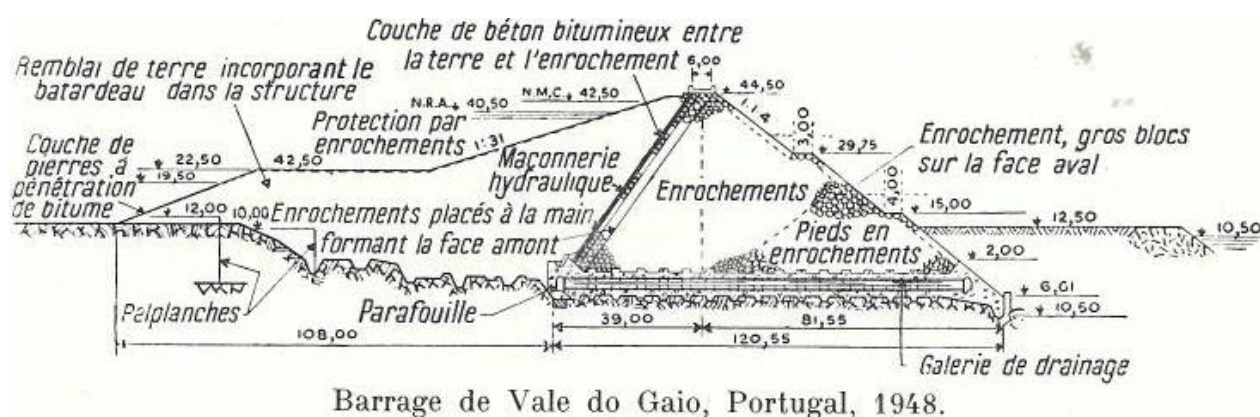 Couche de béton bitumineux entre
la terre et l'enrochement
Remblai de terre incorporant le
batardeau dans la structure
6,00
N.R.A. 40,50
N.M.C. 42,50
44,50
Protection par
enrochements
1:31
1:1,4
3,00
29,75
Enrochement, gros blocs
sur la face aval
Couche de
pierres à
pénétration
de bitume
22,50
19,50
42,50
Maçonnerie
hydraulique
Enrochements
4,00
15,00
12,00
10,00
Enrochements placés à la main
formant la face amont
Pieds en
enrochements
12,50
10,50
2,00
6,01
10,50
Palplanches
Parafouille
39,00
81,55
108,00
120,55
Galerie de drainage
Barrage de Vale do Gaio, Portugal, 1948.